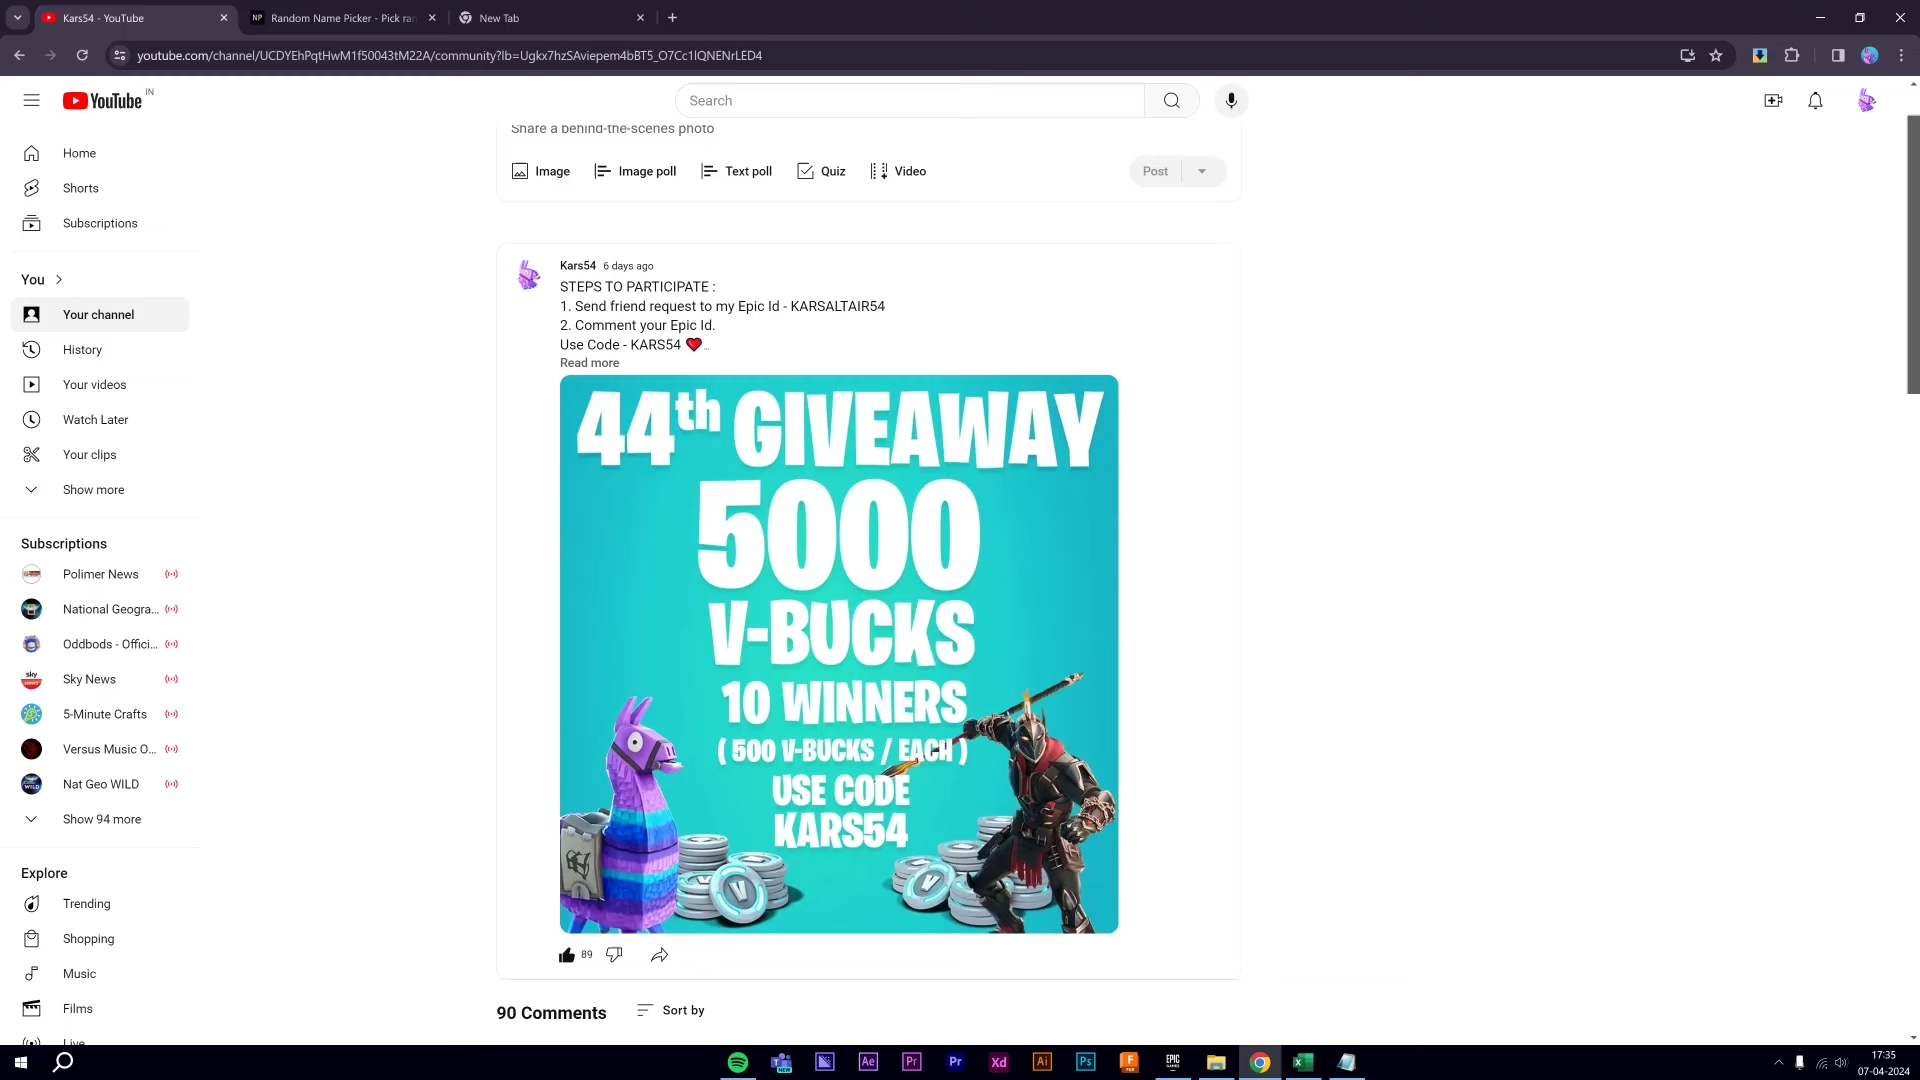 Kars54 - YouTube
Random Name Picker - Pick ran
New Tab
youtube.com/channel/UCDYEhPqtHwM1f50043tM22A/community?lb=Ugkx7hzSAviepem4bBT5_O7Cc1lQNENrLED4
YouTube IN
Search
Share a behind-the-scenes photo
Image
Image poll
Text poll
Quiz
Video
Post
Home
Shorts
Subscriptions
You
Your channel
History
Your videos
Watch Later
Your clips
Show more
Subscriptions
Polimer News
National Geogra...
Oddbods - Offici...
Sky News
5-Minute Crafts
Versus Music O...
Nat Geo WILD
Show 94 more
Explore
Trending
Shopping
Music
Films
Live
Kars54 6 days ago
STEPS TO PARTICIPATE :
1. Send friend request to my Epic Id - KARSALTAIR54
2. Comment your Epic Id.
Use Code - KARS54 ❤️...
Read more
44th GIVEAWAY
5000
V-BUCKS
10 WINNERS
( 500 V-BUCKS / EACH )
USE CODE
KARS54
89
90 Comments
Sort by
17:35
07-04-2024